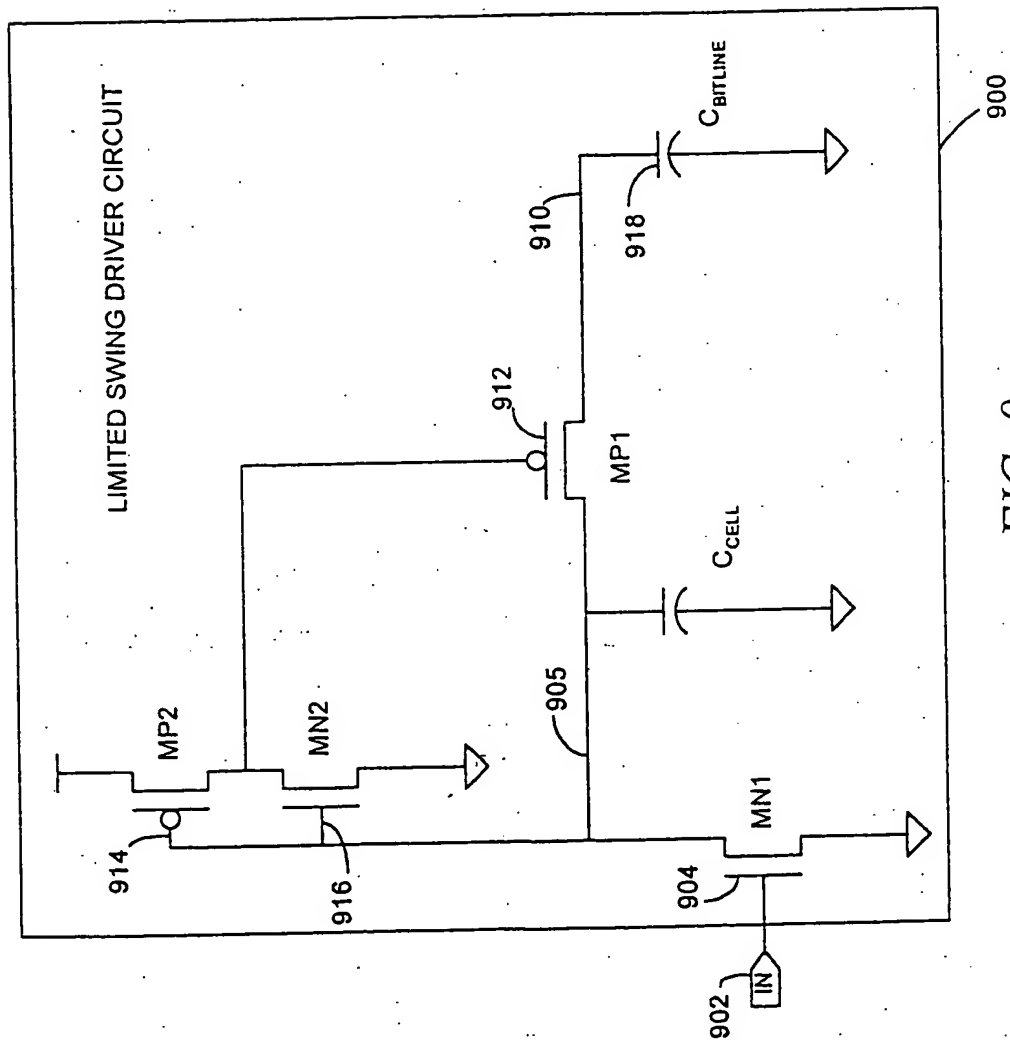 LIMITED SWING DRIVER CIRCUIT
MP2
914
MN2
916
912
MP1
910
918
C_BITLINE
905
C_CELL
MN1
904
902
IN
900